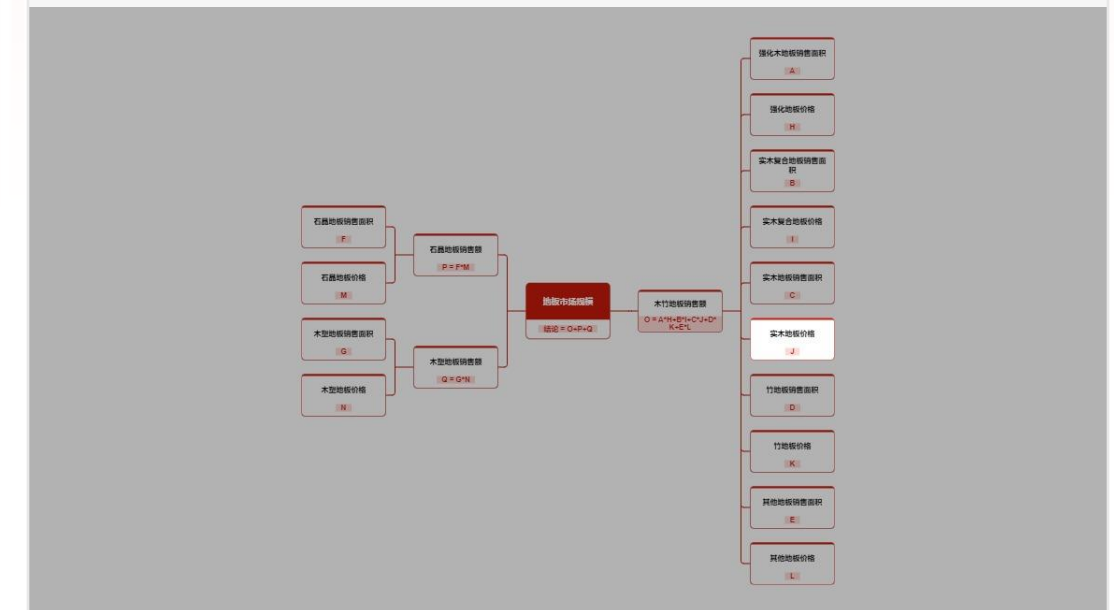 石晶地板销售面积
F
石晶地板价格
M
木塑地板销售面积
G
木塑地板价格
N
石晶地板销售额
P = F*M
木塑地板销售额
Q = G*N
地板市场规模
结论 = O+P+Q
木竹地板销售额
O = A*H+B*I+C*J+D*
K+E*L
强化木地板销售面积
A
强化地板价格
H
实木复合地板销售面
积
B
实木复合地板价格
I
实木地板销售面积
C
实木地板价格
J
竹地板销售面积
D
竹地板价格
K
其他地板销售面积
E
其他地板价格
L